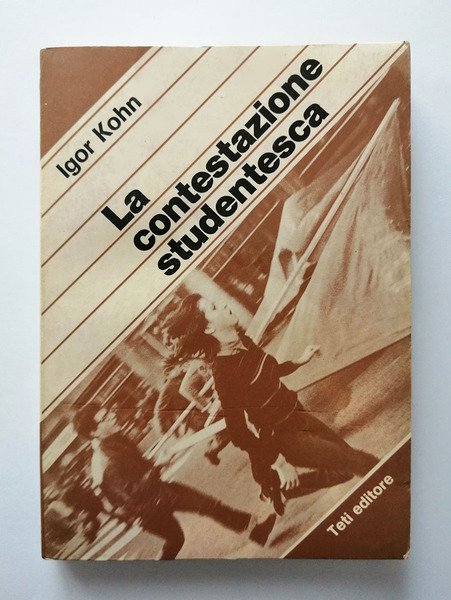 Igor Kohn
La
contestazione
studentesca
Teti editore